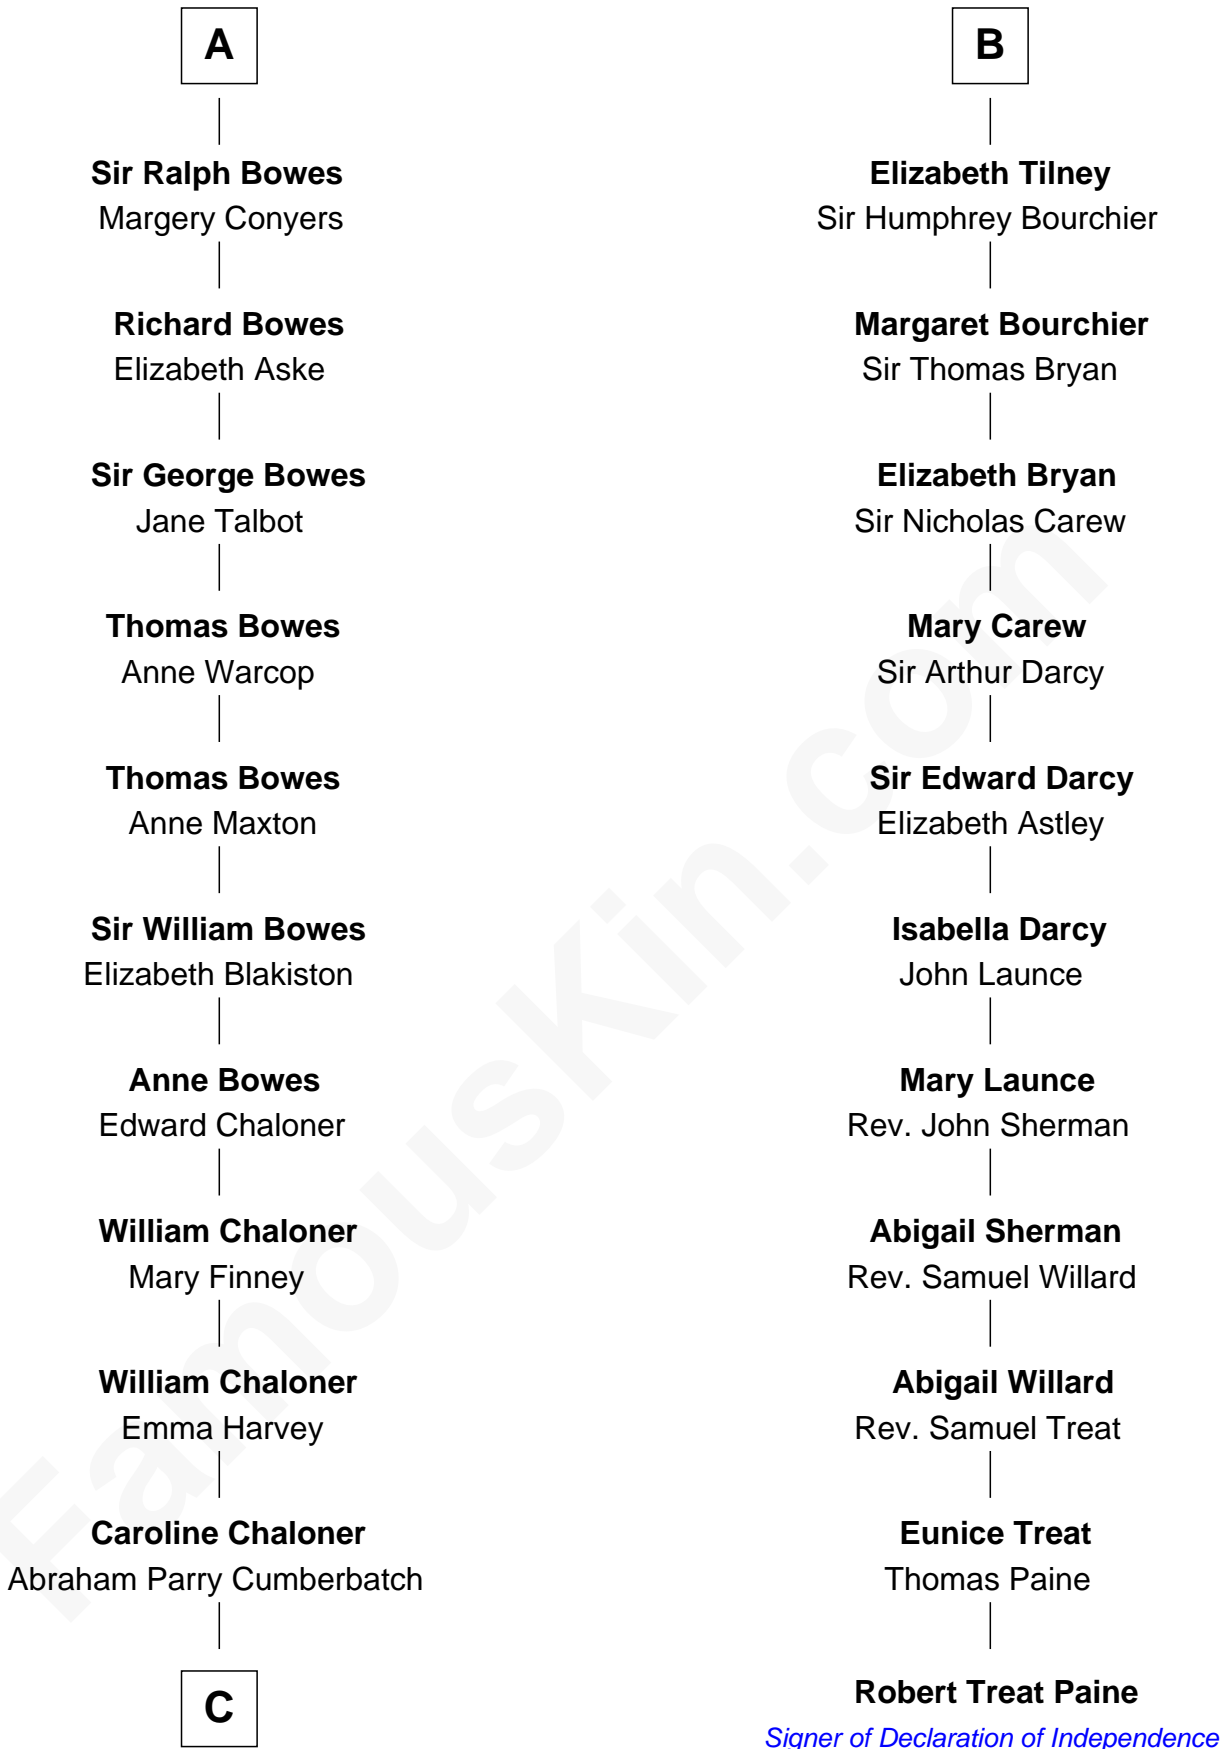 A
Sir Ralph Bowes
Margery Conyers
Richard Bowes
Elizabeth Aske
Sir George Bowes
Jane Talbot
Thomas Bowes
Anne Warcop
Thomas Bowes
Anne Maxton
Sir William Bowes
Elizabeth Blakiston
Anne Bowes
Edward Chaloner
William Chaloner
Mary Finney
William Chaloner
Emma Harvey
Caroline Chaloner
Abraham Parry Cumberbatch
C
B
Elizabeth Tilney
Sir Humphrey Bourchier
Margaret Bourchier
Sir Thomas Bryan
Elizabeth Bryan
Sir Nicholas Carew
Mary Carew
Sir Arthur Darcy
Sir Edward Darcy
Elizabeth Astley
Isabella Darcy
John Launce
Mary Launce
Rev. John Sherman
Abigail Sherman
Rev. Samuel Willard
Abigail Willard
Rev. Samuel Treat
Eunice Treat
Thomas Paine
Robert Treat Paine
Signer of Declaration of Independence
FamousKin.com